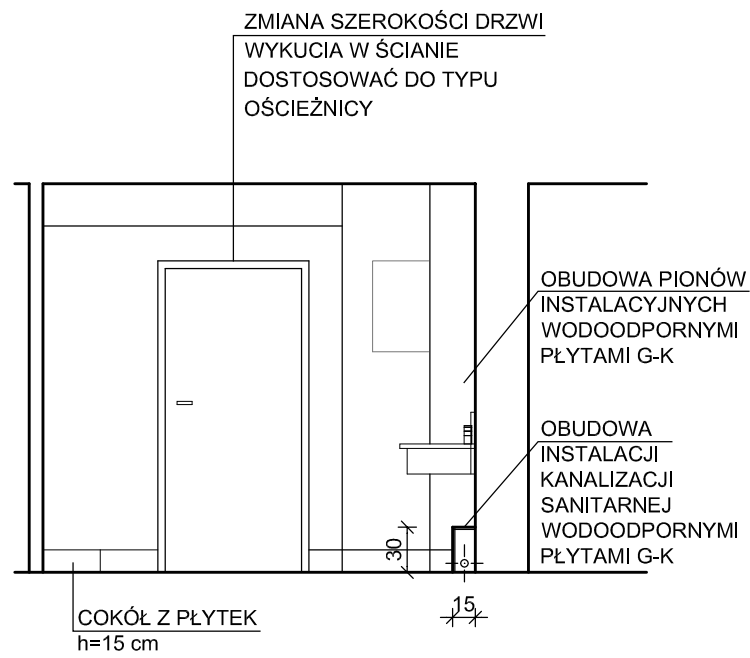 ZMIANA SZEROKOŚCI DRZWI
WYKUCIA W ŚCIANIE
DOSTOSOWAĆ DO TYPU
OŚCIEŻNICY
OBUDOWA PIONÓW
INSTALACYJNYCH
WODOODPORNYMI
PŁYTAMI G-K
OBUDOWA
INSTALACJI
KANALIZACJI
SANITARNEJ
WODOODPORNYMI
PŁYTAMI G-K
30
15
COKÓŁ Z PŁYTEK
h=15 cm